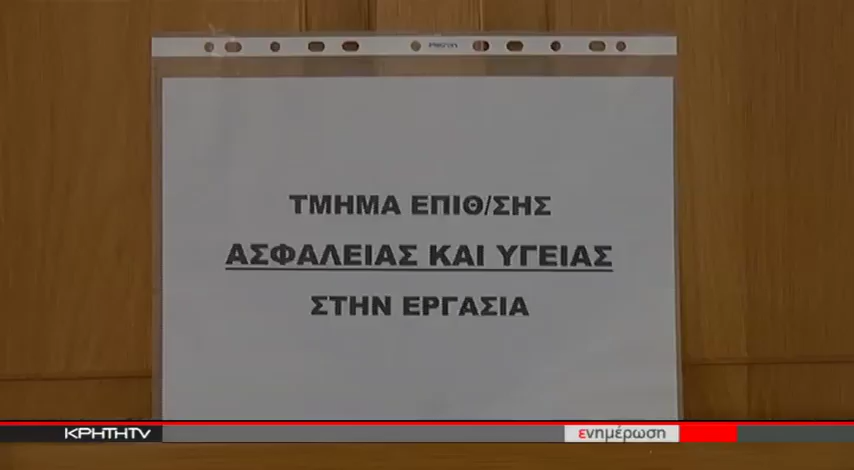 ΤΜΗΜΑ ΕΠΙΘ/ΣΗΣ
ΑΣΦΑΛΕΙΑΣ ΚΑΙ ΥΓΕΙΑΣ
ΣΤΗΝ ΕΡΓΑΣΙΑ
ΚΡΗΤΗTV
ενημέρωση